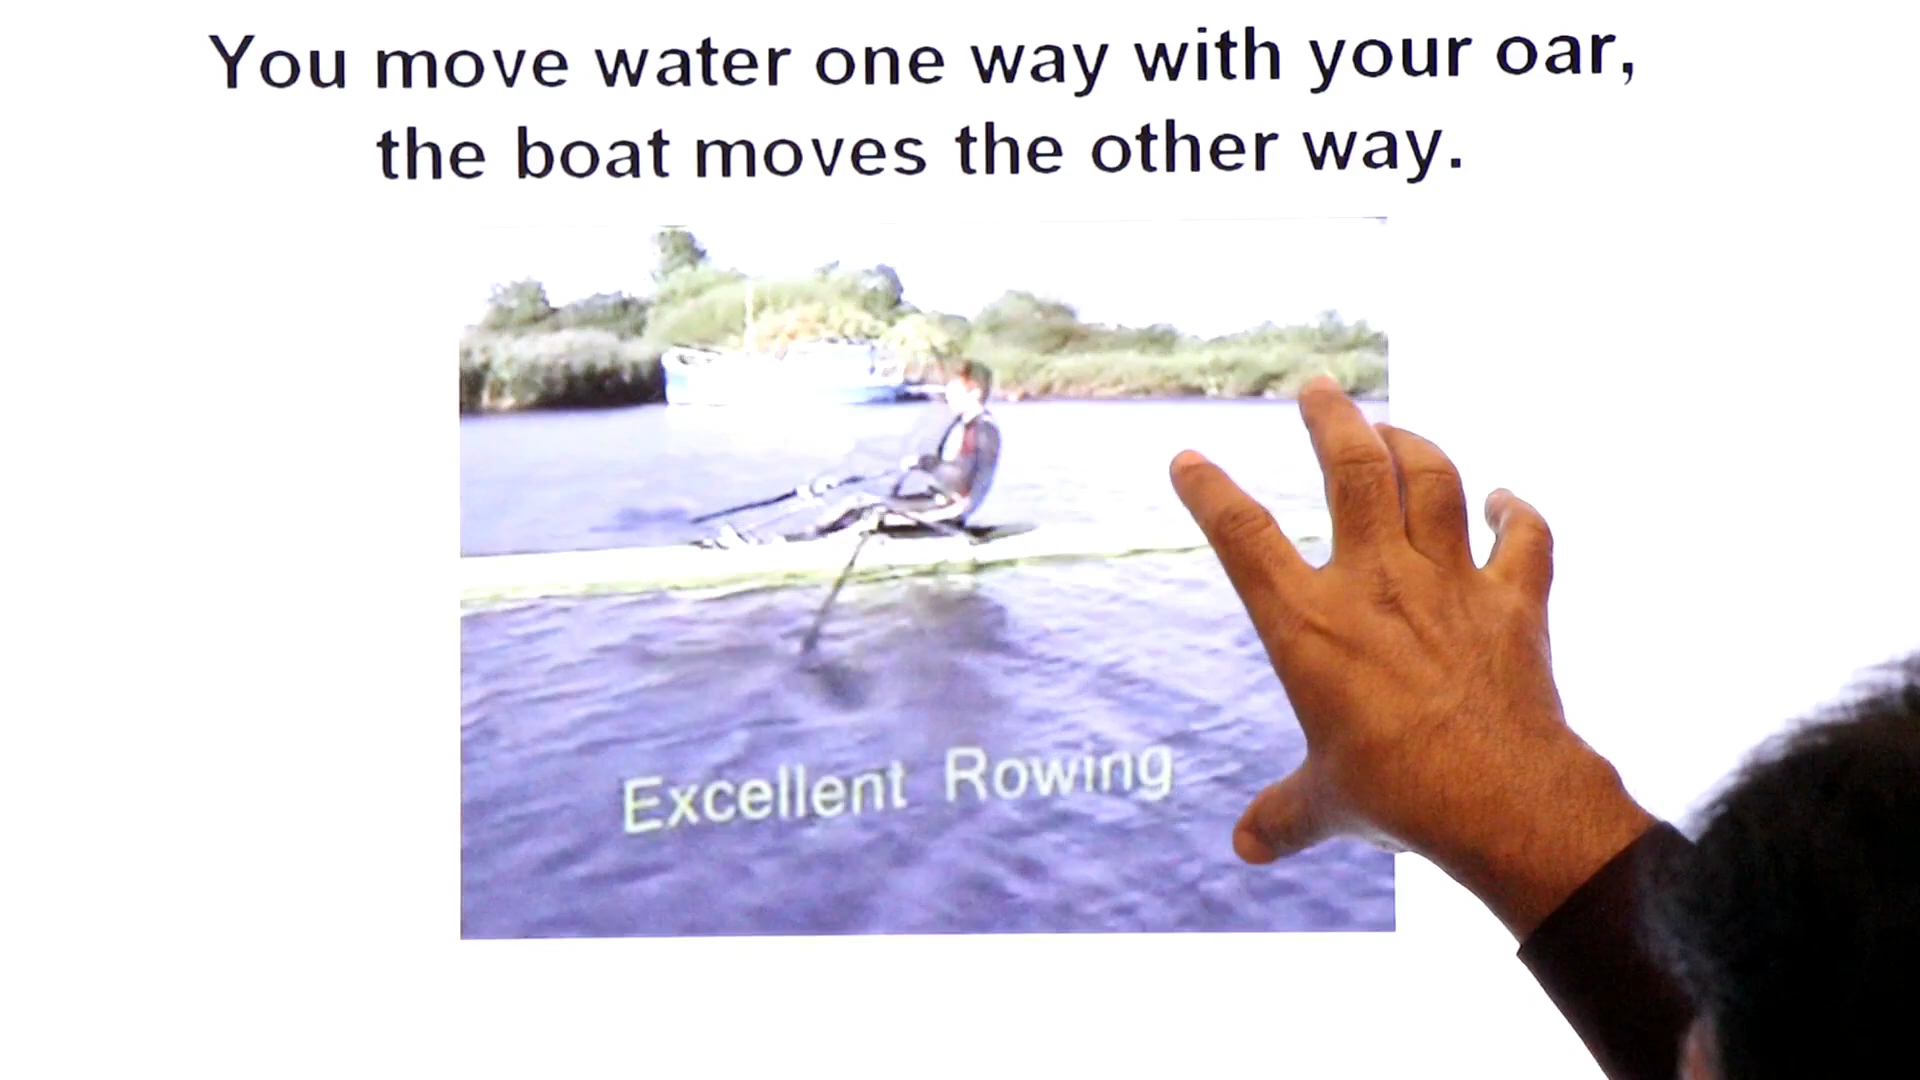 You move water one way with your oar,
the boat moves the other way.
Excellent Rowing